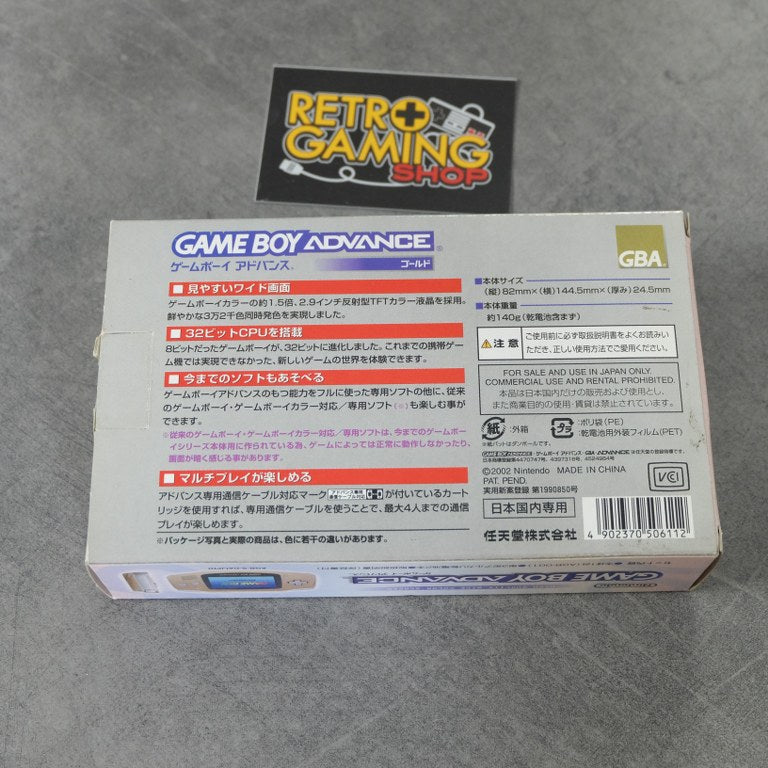 RETRO
GAMING
SHOP
GAME BOY ADVANCE
ゲームボーイ アドバンス
ゴールド
GBA
■見やすいワイド画面
ゲームボーイカラーの約1.5倍、2.9インチ反射型TFTカラー液晶を採用。
鮮やかな3万2千色同時発色を実現しました。
■32ビットCPUを搭載
8ビットだったゲームボーイが、32ビットに進化しました。これまでの携帯ゲー
ム機では実現できなかった、新しいゲームの世界を体験できます。
■今までのソフトもあそべる
ゲームボーイアドバンスのもつ能力をフルに使った専用ソフトの他に、従来
のゲームボーイ・ゲームボーイカラー対応/専用ソフト(※)も楽しむ事が
できます。
※従来のゲームボーイ・ゲームボーイカラー対応/専用ソフトは、今までのゲームボー
イシリーズ本体用に作られている為、ゲームによっては正常に動作しなかったり、
画面が暗く感じる事があります。
■マルチプレイが楽しめる
アドバンス専用通信ケーブル対応マーク アドバンス専用通信ケーブル対応 が付いているカート
リッジを使用すれば、専用通信ケーブルを使うことで、最大4人までの通信
プレイが楽しめます。
※パッケージ写真と実際の商品は、色に若干の違いがあります。
■本体サイズ
(縦)82mm×(横)144.5mm×(厚み)24.5mm
■本体重量
約140g(乾電池含まず)
注意
ご使用前に必ず取扱説明書をよくお読みい
ただき、正しい使用方法でご愛用ください。
FOR SALE AND USE IN JAPAN ONLY.
COMMERCIAL USE AND RENTAL PROHIBITED.
本品は日本国内だけの販売および使用とし、
また商業目的の使用・賃貸は禁止されています。
紙 :外箱
プラ :ポリ袋(PE)
:乾電池用外装フィルム(PET)
※紙パットはダンボールです。
©2002 Nintendo MADE IN CHINA
PAT. PEND.
実用新案登録 第1990850号
VCI
日本国内専用
任天堂株式会社
4 902370 506112
GAME BOY ADVANCE